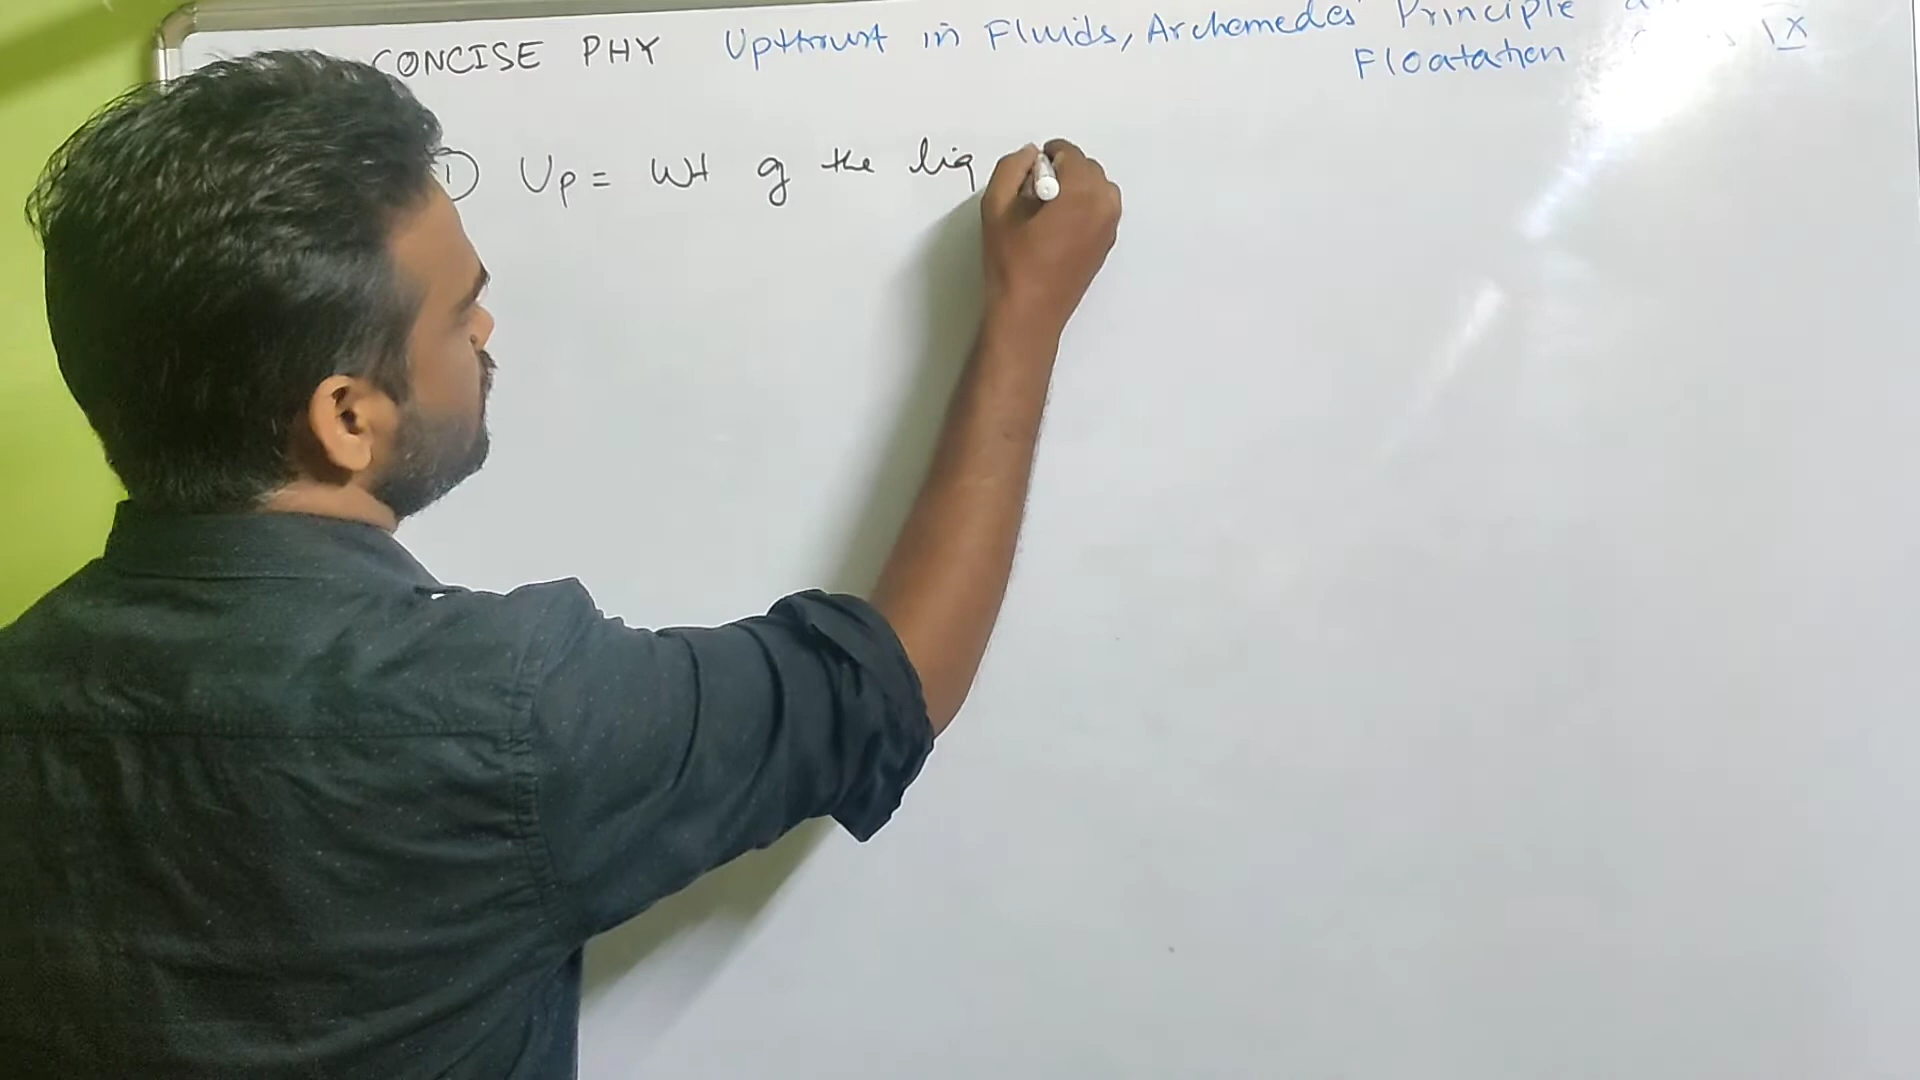 CONCISE PHY Upthrust in Fluids, Archemedes' Principle
Floatation IX
① Up = Wt of the liq